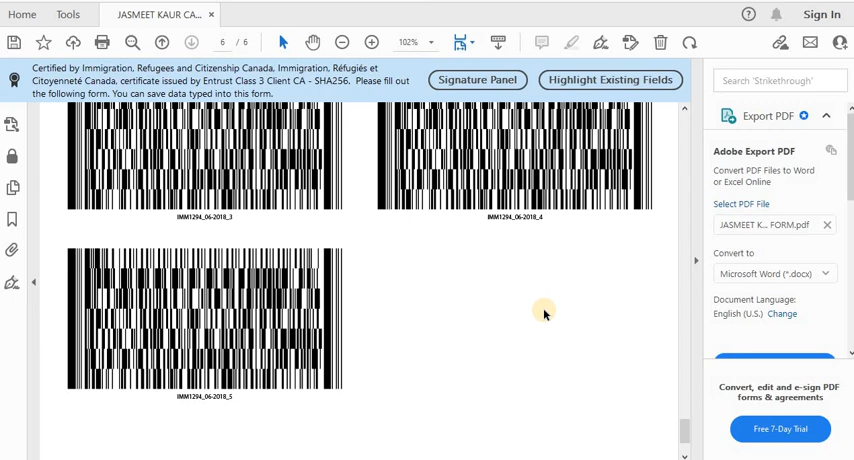 Home Tools JASMEET KAUR CA... × Sign In
6 / 6 102%
Certified by Immigration, Refugees and Citizenship Canada, Immigration, Réfugiés et
Citoyenneté Canada, certificate issued by Entrust Class 3 Client CA - SHA256. Please fill out
the following form. You can save data typed into this form.
Signature Panel
Highlight Existing Fields
Search 'Strikethrough'
Export PDF
Adobe Export PDF
Convert PDF Files to Word
or Excel Online
Select PDF File
JASMEET K... FORM.pdf ×
Convert to
Microsoft Word (*.docx)
Document Language:
English (U.S.) Change
Convert, edit and e-sign PDF
forms & agreements
Free 7-Day Trial
IMM1294_06-2018_3
IMM1294_06-2018_4
IMM1294_06-2018_5